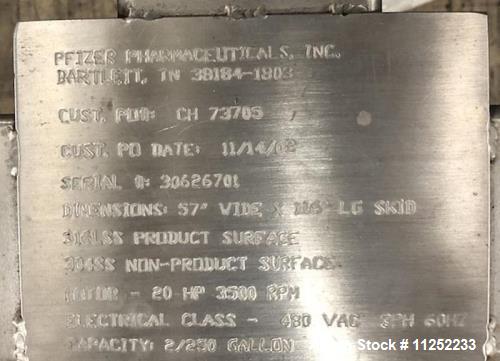 PFIZER PHARMACEUTICALS, INC.
BARTLETT, TN 38184-1803
CUST. PO#: CH 73705
CUST. PO DATE: 11/14/02
SERIAL #: 30626701
DIMENSIONS: 57" WIDE X LG SKID
316LSS PRODUCT SURFACE
304SS NON-PRODUCT SURFACE
MOTOR - 20 HP 3500 RPM
ELECTRICAL CLASS - 480 VAC 3PH 60HZ
CAPACITY: 2/250 GALLON
Stock # - 11252233